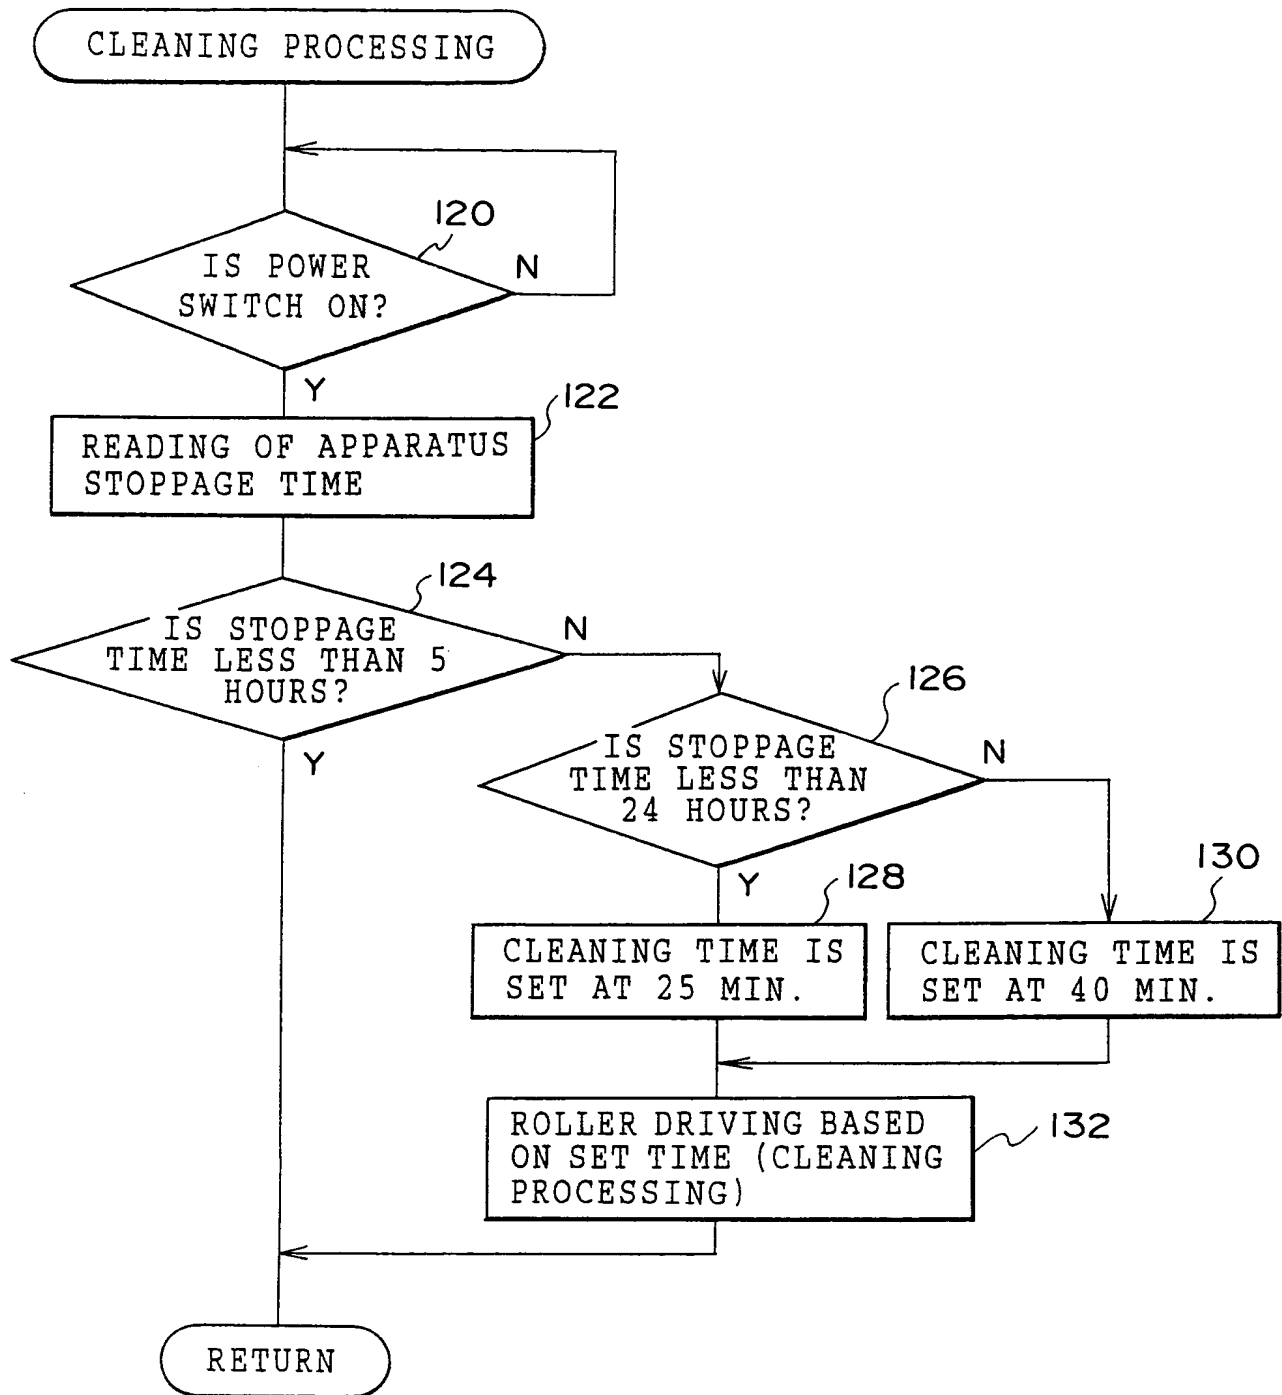 CLEANING PROCESSING
120
IS POWER
SWITCH ON?
N
Y
122
READING OF APPARATUS
STOPPAGE TIME
124
IS STOPPAGE
TIME LESS THAN 5
HOURS?
N
Y
126
IS STOPPAGE
TIME LESS THAN
24 HOURS?
N
Y
128
CLEANING TIME IS
SET AT 25 MIN.
130
CLEANING TIME IS
SET AT 40 MIN.
132
ROLLER DRIVING BASED
ON SET TIME (CLEANING
PROCESSING)
RETURN